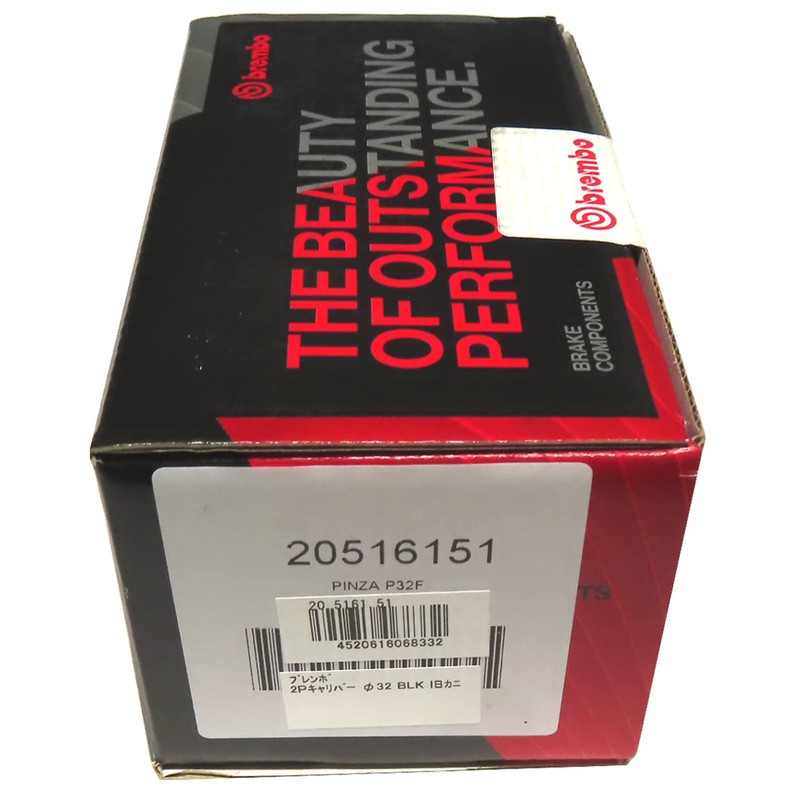 brembo
THE BEAUTY
OF OUTSTANDING
PERFORMANCE.
brembo
BRAKE
COMPONENTS
20516151
PINZA P32F
TS
20 5161 51
4520616068332
ブレンボ
2Pキャリパー φ32 BLK 旧カニ